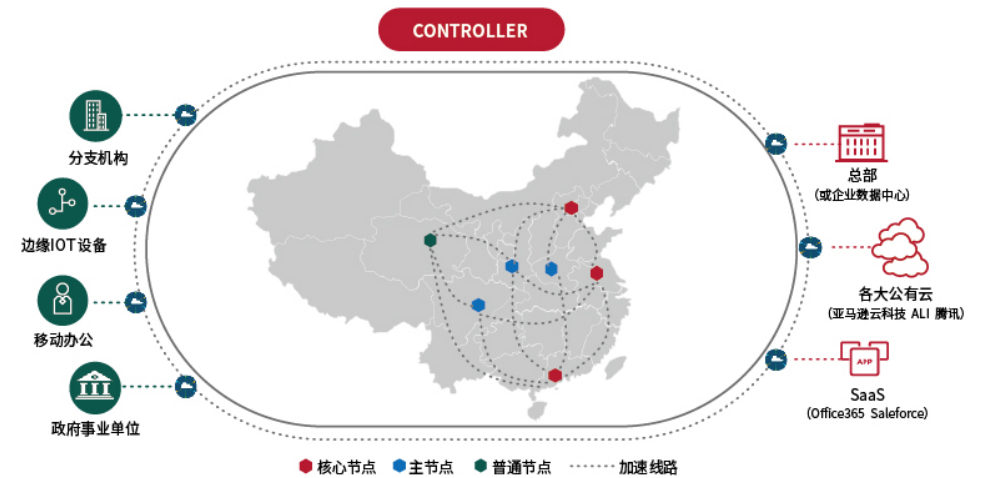 CONTROLLER
分支机构
边缘IOT设备
移动办公
政府事业单位
总部
(或企业数据中心)
各大公有云
(亚马逊云科技 ALI 腾讯)
APP
SaaS
(Office365 Saleforce)
核心节点 主节点 普通节点 加速线路